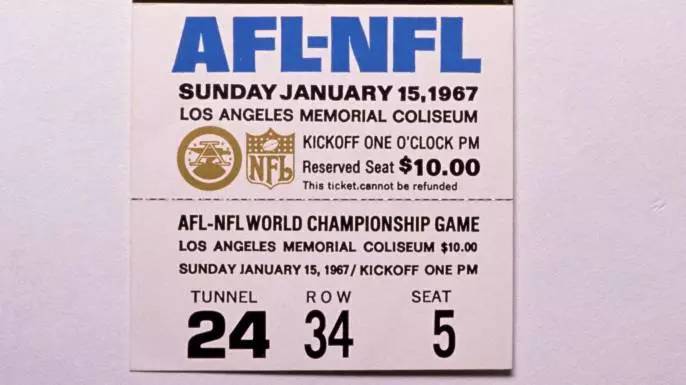 AFL-NFL
SUNDAY JANUARY 15, 1967
LOS ANGELES MEMORIAL COLISEUM
A
NFL
KICKOFF ONE O'CLOCK PM
Reserved Seat $10.00
This ticket.cannot be refunded
AFL-NFL WORLD CHAMPIONSHIP GAME
LOS ANGELES MEMORIAL COLISEUM $10.00
SUNDAY JANUARY 15, 1967/ KICKOFF ONE PM
TUNNEL ROW SEAT
24 34 5